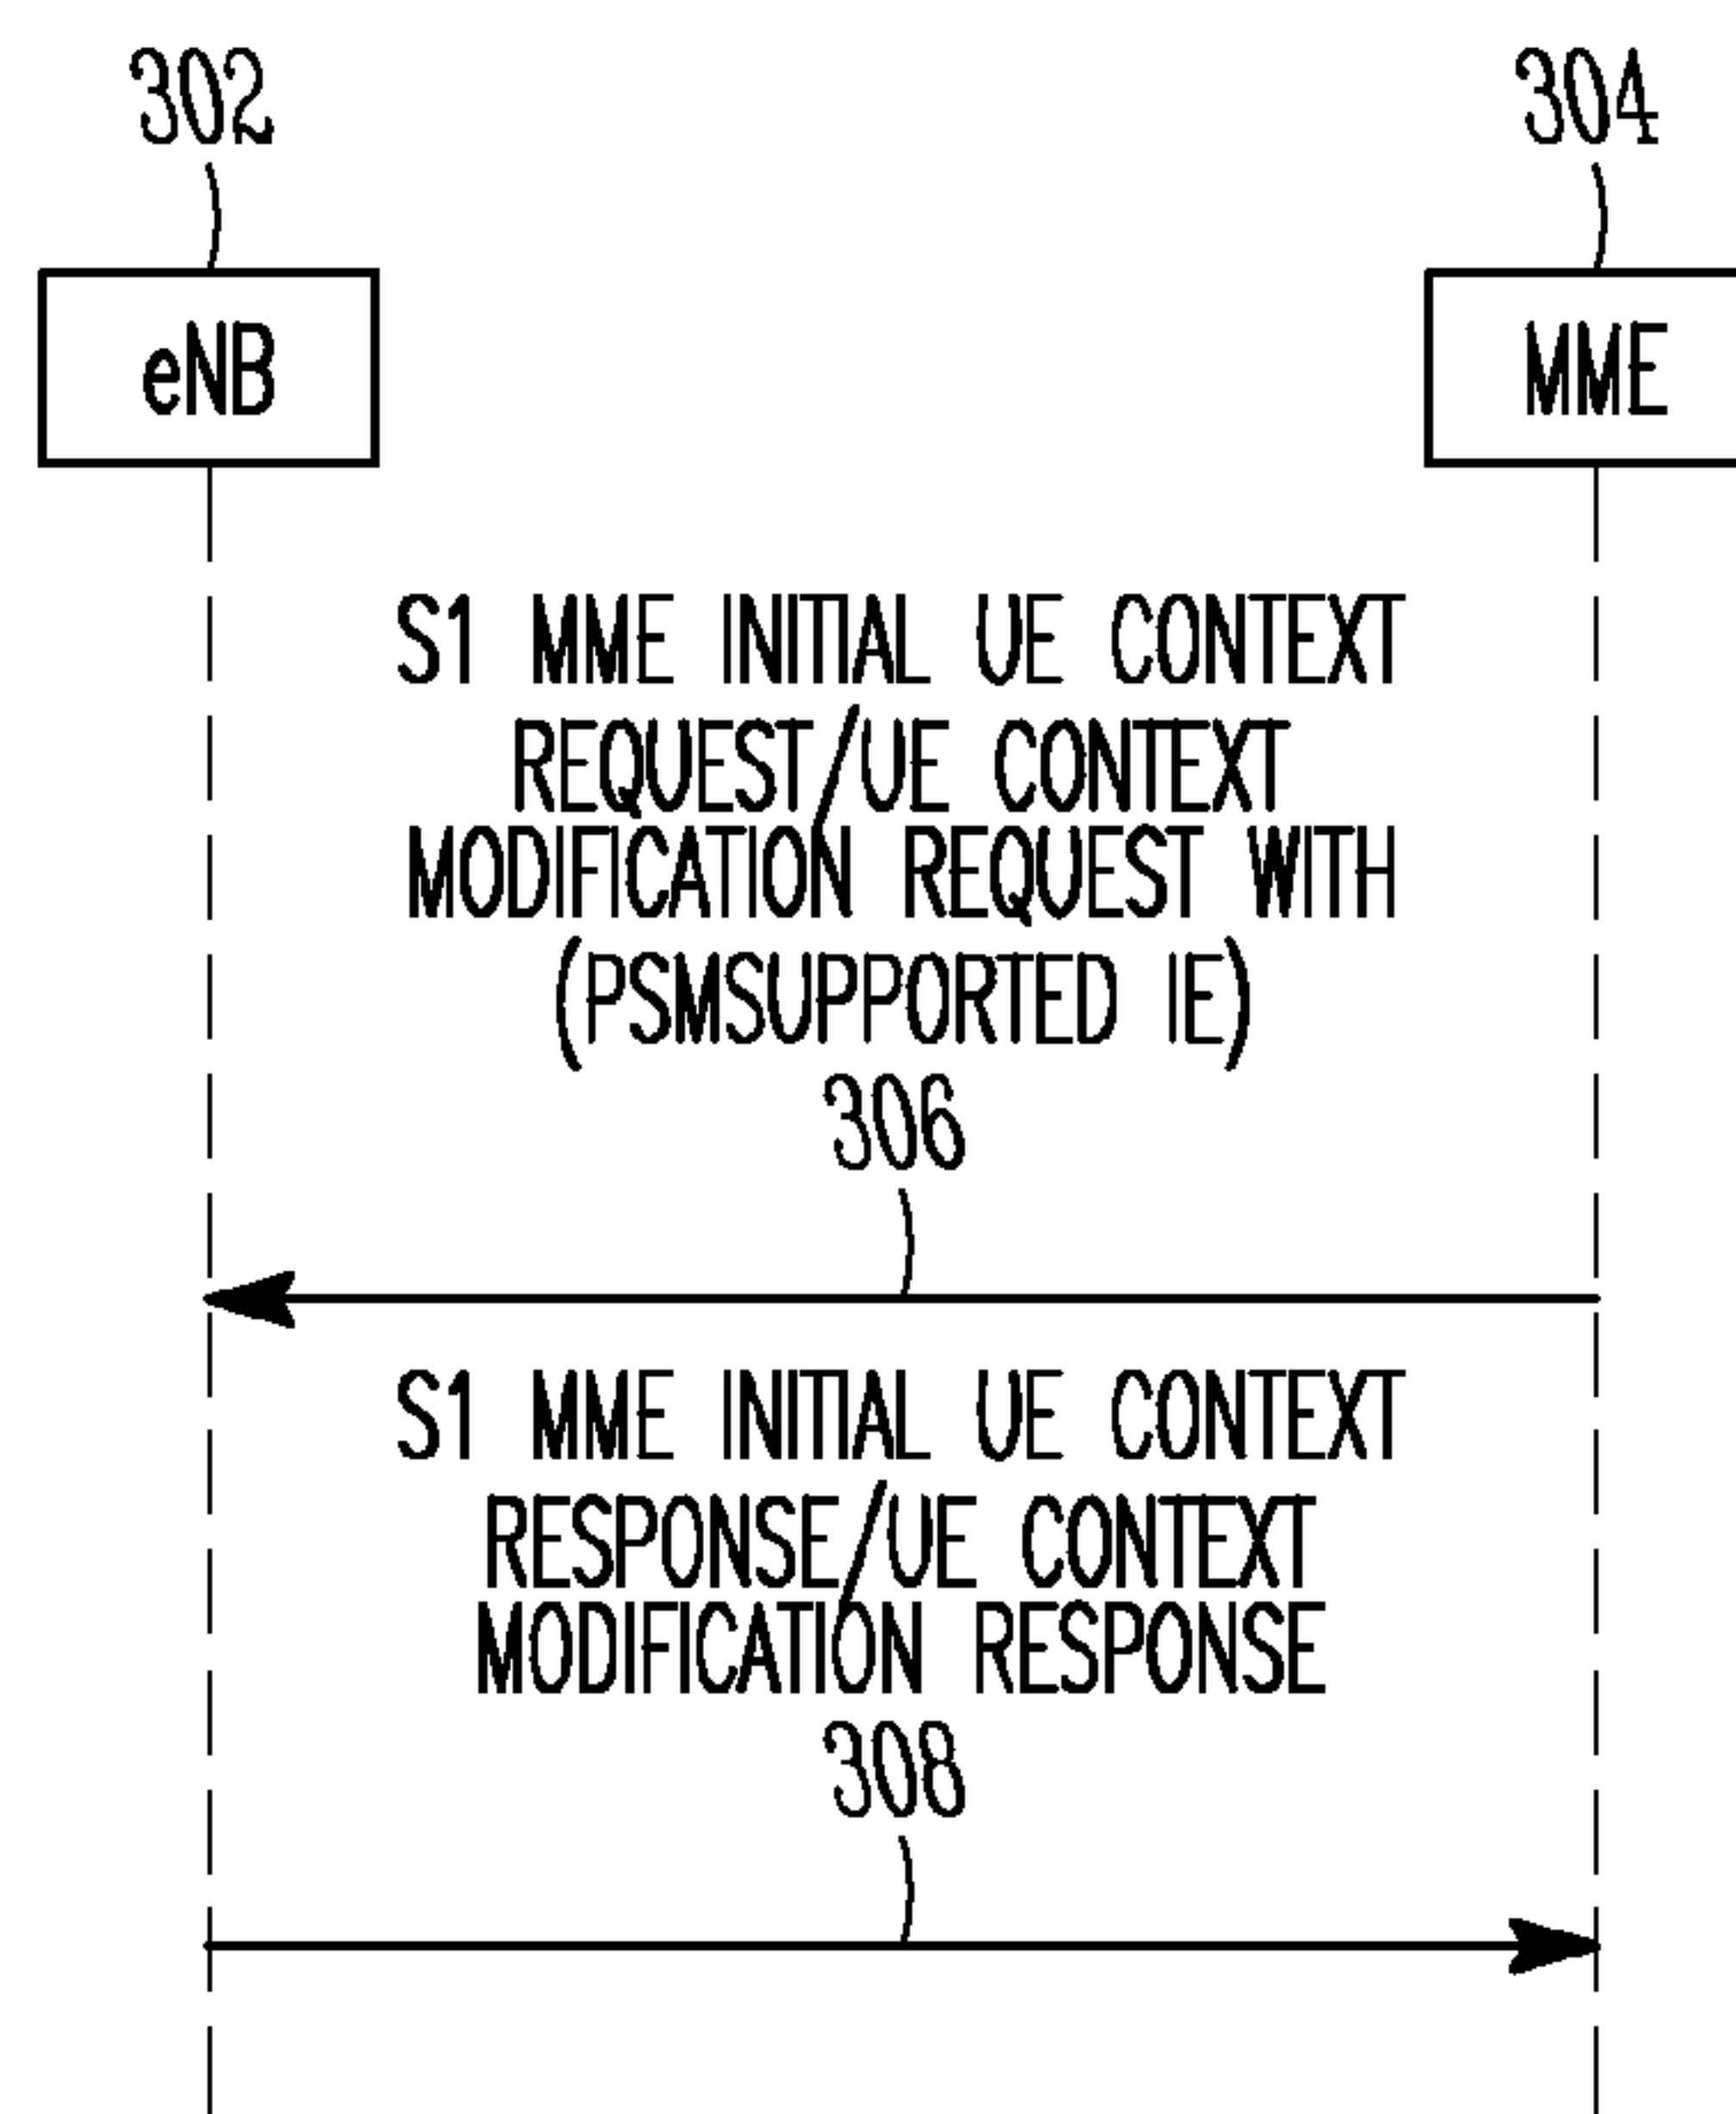 302
304
eNB
MME
S1 MME INITIAL UE CONTEXT
REQUEST/UE CONTEXT
MODIFICATION REQUEST WITH
(PSMSUPPORTED IE)
306
S1 MME INITIAL UE CONTEXT
RESPONSE/UE CONTEXT
MODIFICATION RESPONSE
308